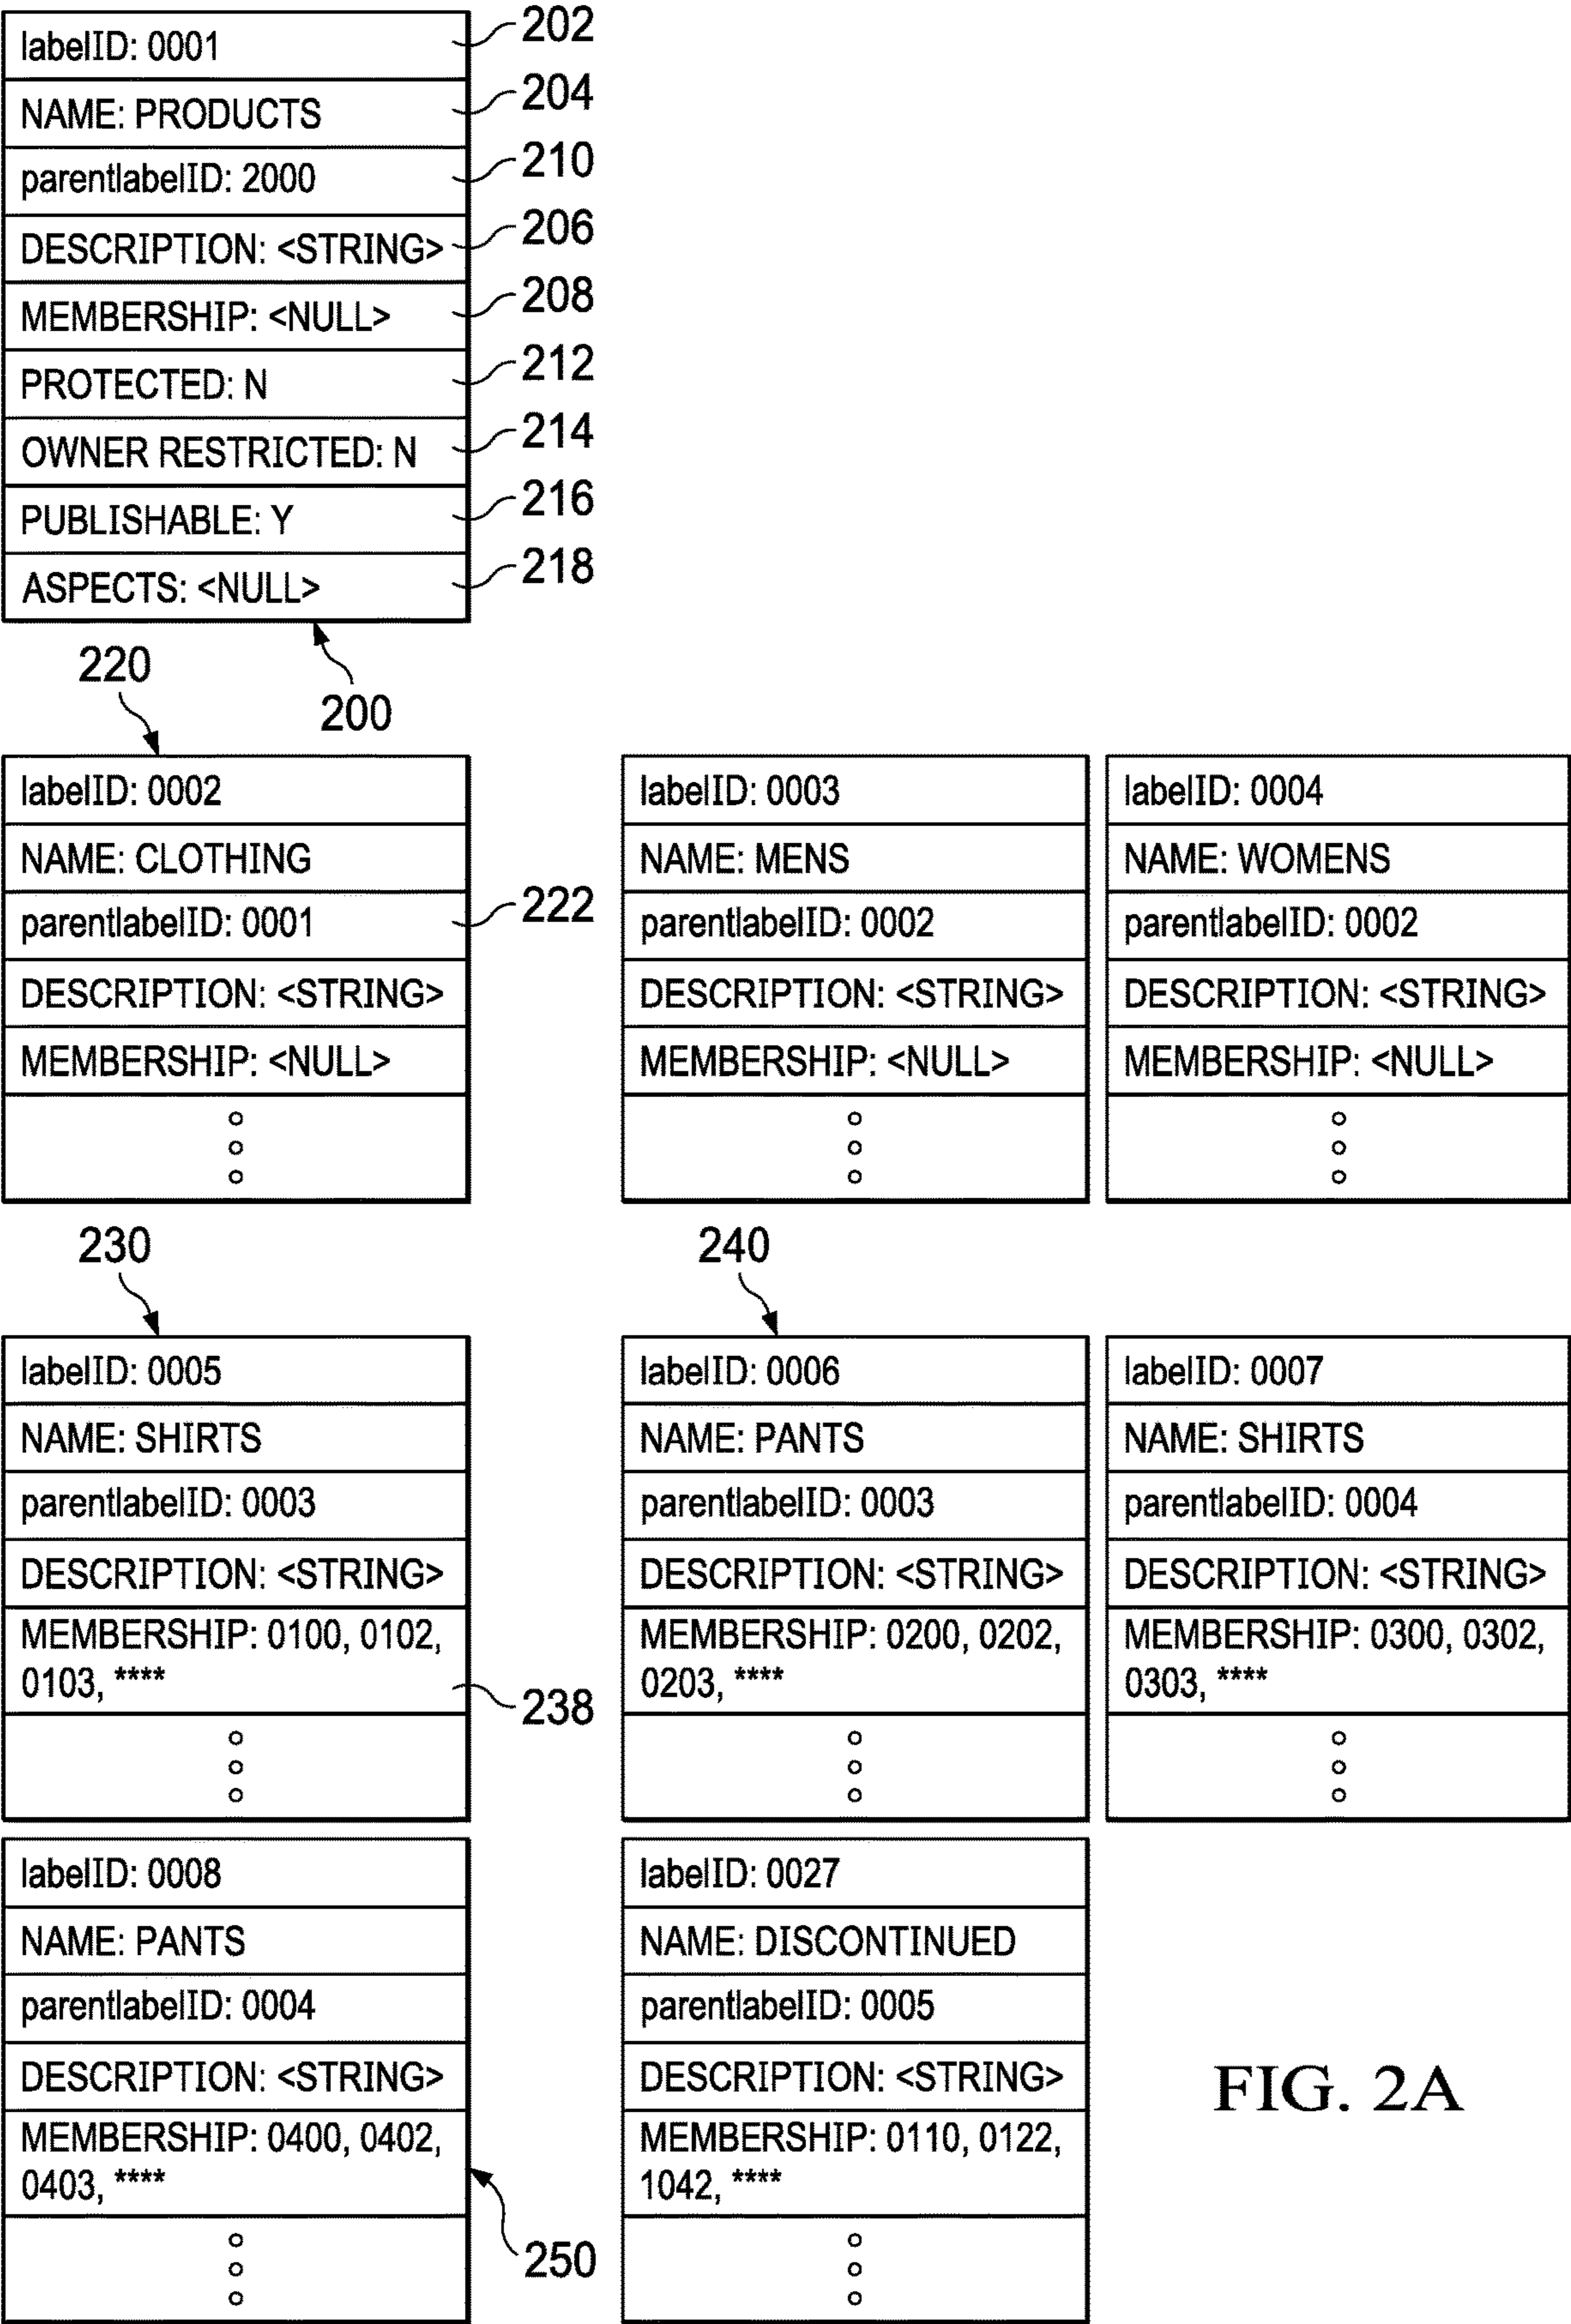 labelID: 0001
202
NAME: PRODUCTS
204
parentlabelID: 2000
210
DESCRIPTION: <STRING>
206
MEMBERSHIP: <NULL>
208
PROTECTED: N
212
OWNER RESTRICTED: N
214
PUBLISHABLE: Y
216
ASPECTS: <NULL>
218
200
220
labelID: 0002
NAME: CLOTHING
parentlabelID: 0001
222
DESCRIPTION: <STRING>
MEMBERSHIP: <NULL>
labelID: 0003
NAME: MENS
parentlabelID: 0002
DESCRIPTION: <STRING>
MEMBERSHIP: <NULL>
labelID: 0004
NAME: WOMENS
parentlabelID: 0002
DESCRIPTION: <STRING>
MEMBERSHIP: <NULL>
230
labelID: 0005
NAME: SHIRTS
parentlabelID: 0003
DESCRIPTION: <STRING>
MEMBERSHIP: 0100, 0102,
0103, ****
238
240
labelID: 0006
NAME: PANTS
parentlabelID: 0003
DESCRIPTION: <STRING>
MEMBERSHIP: 0200, 0202,
0203, ****
labelID: 0007
NAME: SHIRTS
parentlabelID: 0004
DESCRIPTION: <STRING>
MEMBERSHIP: 0300, 0302,
0303, ****
labelID: 0008
NAME: PANTS
parentlabelID: 0004
DESCRIPTION: <STRING>
MEMBERSHIP: 0400, 0402,
0403, ****
250
labelID: 0027
NAME: DISCONTINUED
parentlabelID: 0005
DESCRIPTION: <STRING>
MEMBERSHIP: 0110, 0122,
1042, ****
FIG. 2A